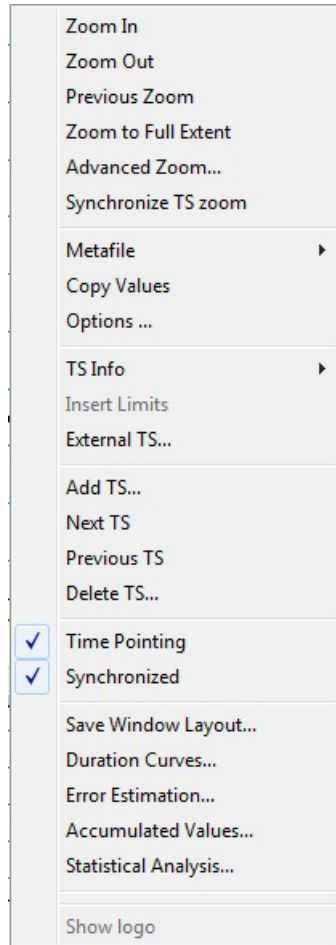 Zoom In
Zoom Out
Previous Zoom
Zoom to Full Extent
Advanced Zoom...
Synchronize TS zoom
Metafile
Copy Values
Options ...
TS Info
Insert Limits
External TS...
Add TS...
Next TS
Previous TS
Delete TS...
Time Pointing
Synchronized
Save Window Layout...
Duration Curves...
Error Estimation...
Accumulated Values...
Statistical Analysis...
Show logo